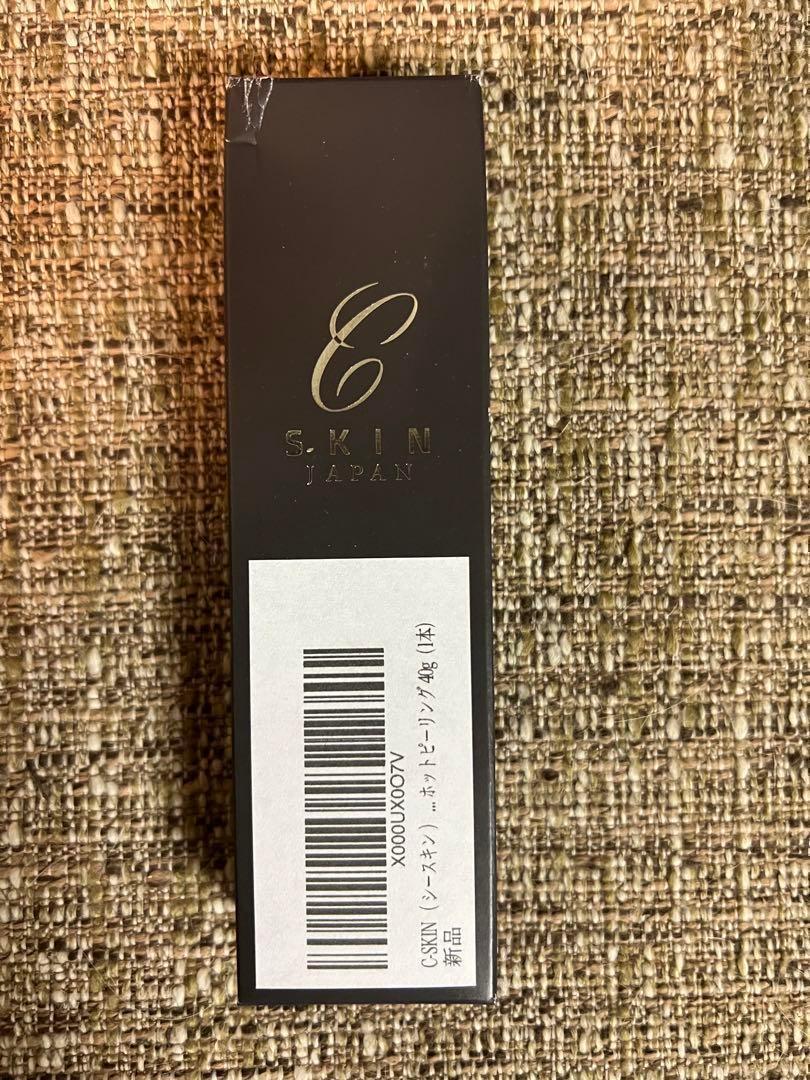 C
S.KIN
JAPAN
X000UX0O7V
C-SKIN（シースキン）...ホットピーリング 40g (1本)
新品